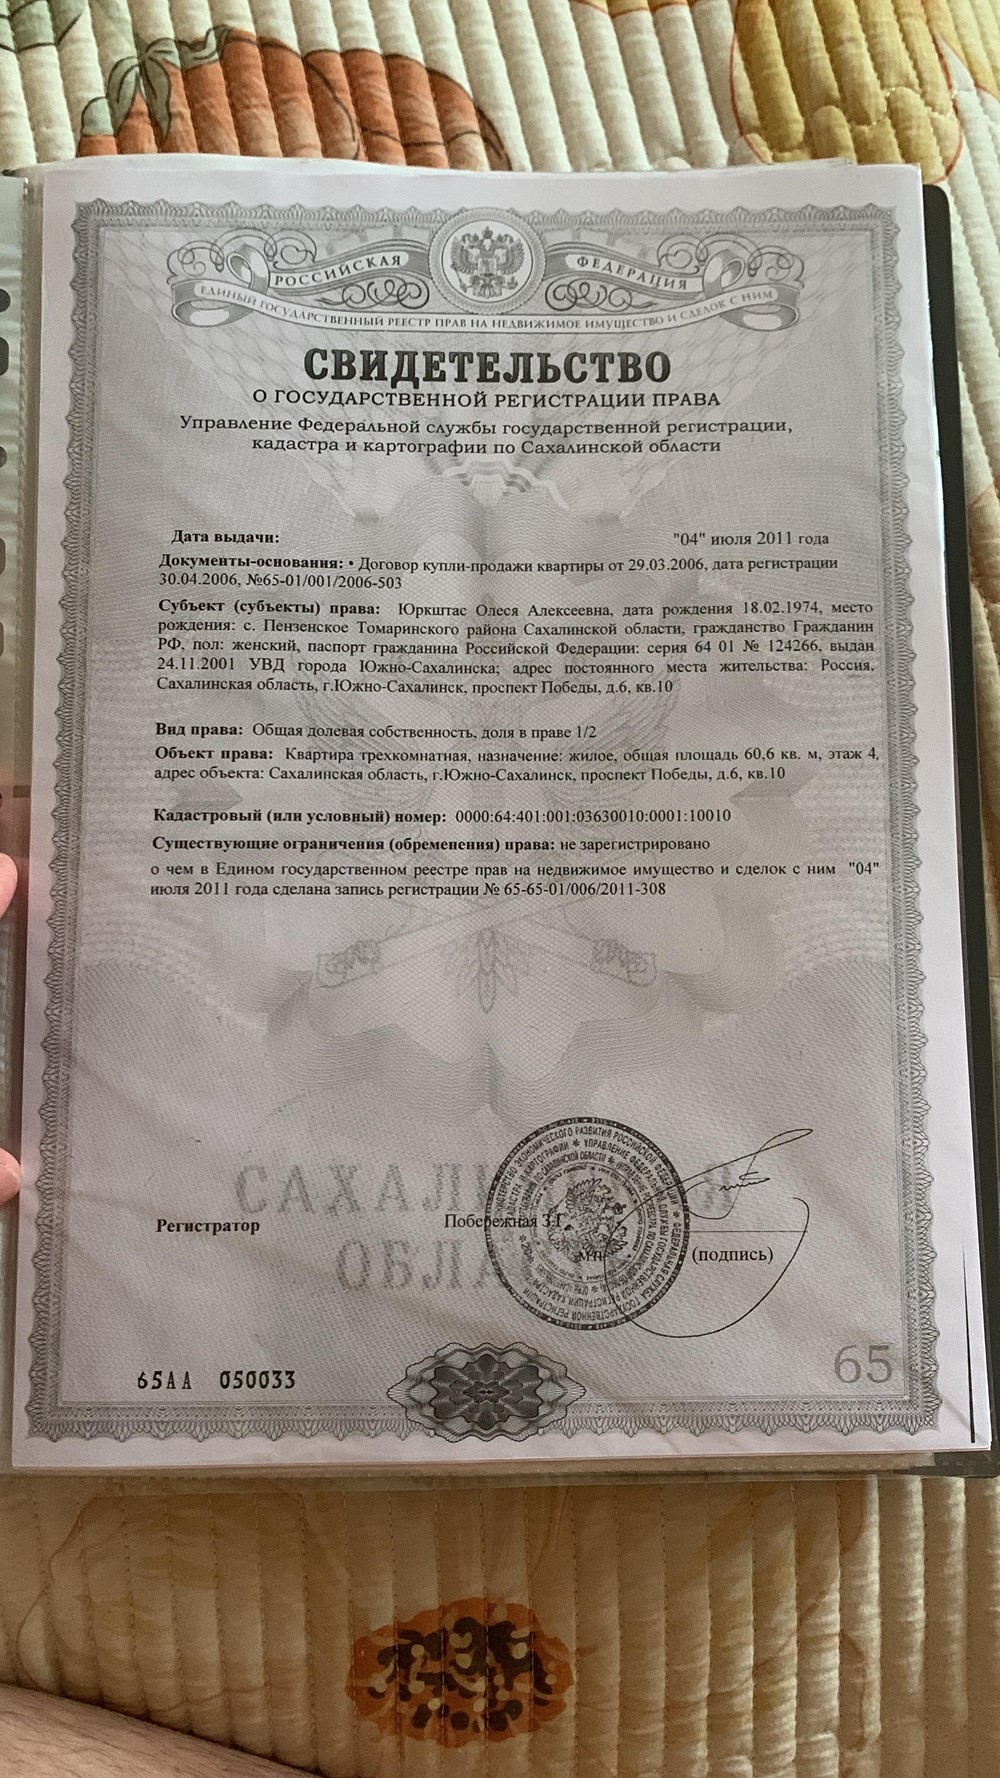 РОССИЙСКАЯ ФЕДЕРАЦИЯ
ЕДИНЫЙ ГОСУДАРСТВЕННЫЙ РЕЕСТР ПРАВ НА НЕДВИЖИМОЕ ИМУЩЕСТВО И СДЕЛОК С НИМ
СВИДЕТЕЛЬСТВО
О ГОСУДАРСТВЕННОЙ РЕГИСТРАЦИИ ПРАВА
Управление Федеральной службы государственной регистрации,
кадастра и картографии по Сахалинской области
Дата выдачи: "04" июля 2011 года
Документы-основания: • Договор купли-продажи квартиры от 29.03.2006, дата регистрации
30.04.2006, №65-01/001/2006-503
Субъект (субъекты) права: Юркштас Олеся Алексеевна, дата рождения 18.02.1974, место
рождения: с. Пензенское Томаринского района Сахалинской области, гражданство Гражданин
РФ, пол: женский, паспорт гражданина Российской Федерации: серия 64 01 № 124266, выдан
24.11.2001 УВД города Южно-Сахалинска; адрес постоянного места жительства: Россия,
Сахалинская область, г.Южно-Сахалинск, проспект Победы, д.6, кв.10
Вид права: Общая долевая собственность, доля в праве 1/2
Объект права: Квартира трехкомнатная, назначение: жилое, общая площадь 60,6 кв. м, этаж 4,
адрес объекта: Сахалинская область, г.Южно-Сахалинск, проспект Победы, д.6, кв.10
Кадастровый (или условный) номер: 0000:64:401:001:03630010:0001:10010
Существующие ограничения (обременения) права: не зарегистрировано
о чем в Едином государственном реестре прав на недвижимое имущество и сделок с ним "04"
июля 2011 года сделана запись регистрации № 65-65-01/006/2011-308
Регистратор Побережная З.Г.
м.п. (подпись)
65АА 050033
65